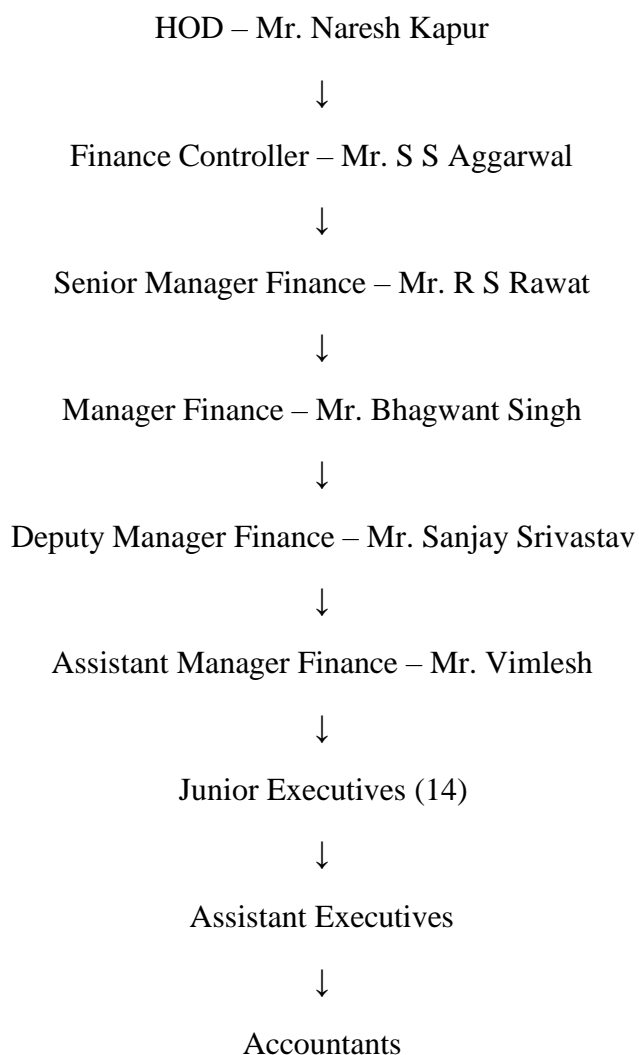 HOD – Mr. Naresh Kapur
↓
Finance Controller – Mr. S S Aggarwal
↓
Senior Manager Finance – Mr. R S Rawat
↓
Manager Finance – Mr. Bhagwant Singh
↓
Deputy Manager Finance – Mr. Sanjay Srivastav
↓
Assistant Manager Finance – Mr. Vimlesh
↓
Junior Executives (14)
↓
Assistant Executives
↓
Accountants